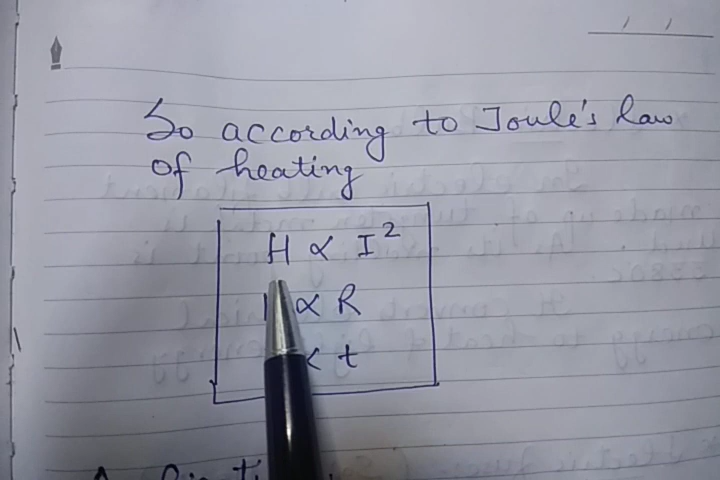 So according to Joule's law
of heating
H ∝ I²
∝ R
t